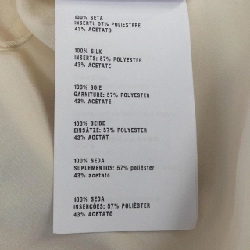 100% SETA
INSERTI: 57% POLIESTERE
43% ACETATO
100% SILK
INSERTS: 57% POLYESTER
43% ACETATE
100% SOIE
GARNITURE: 57% POLYESTER
43% ACETATE
100% SEIDE
EINSÄTZE: 57% POLYESTER
43% ACETAT
100% SEDA
SUPLEMENTOS: 57% poliéster
43% acetato
100% SEDA
INSERÇÕES: 57% POLIÉSTER
43% ACETATO